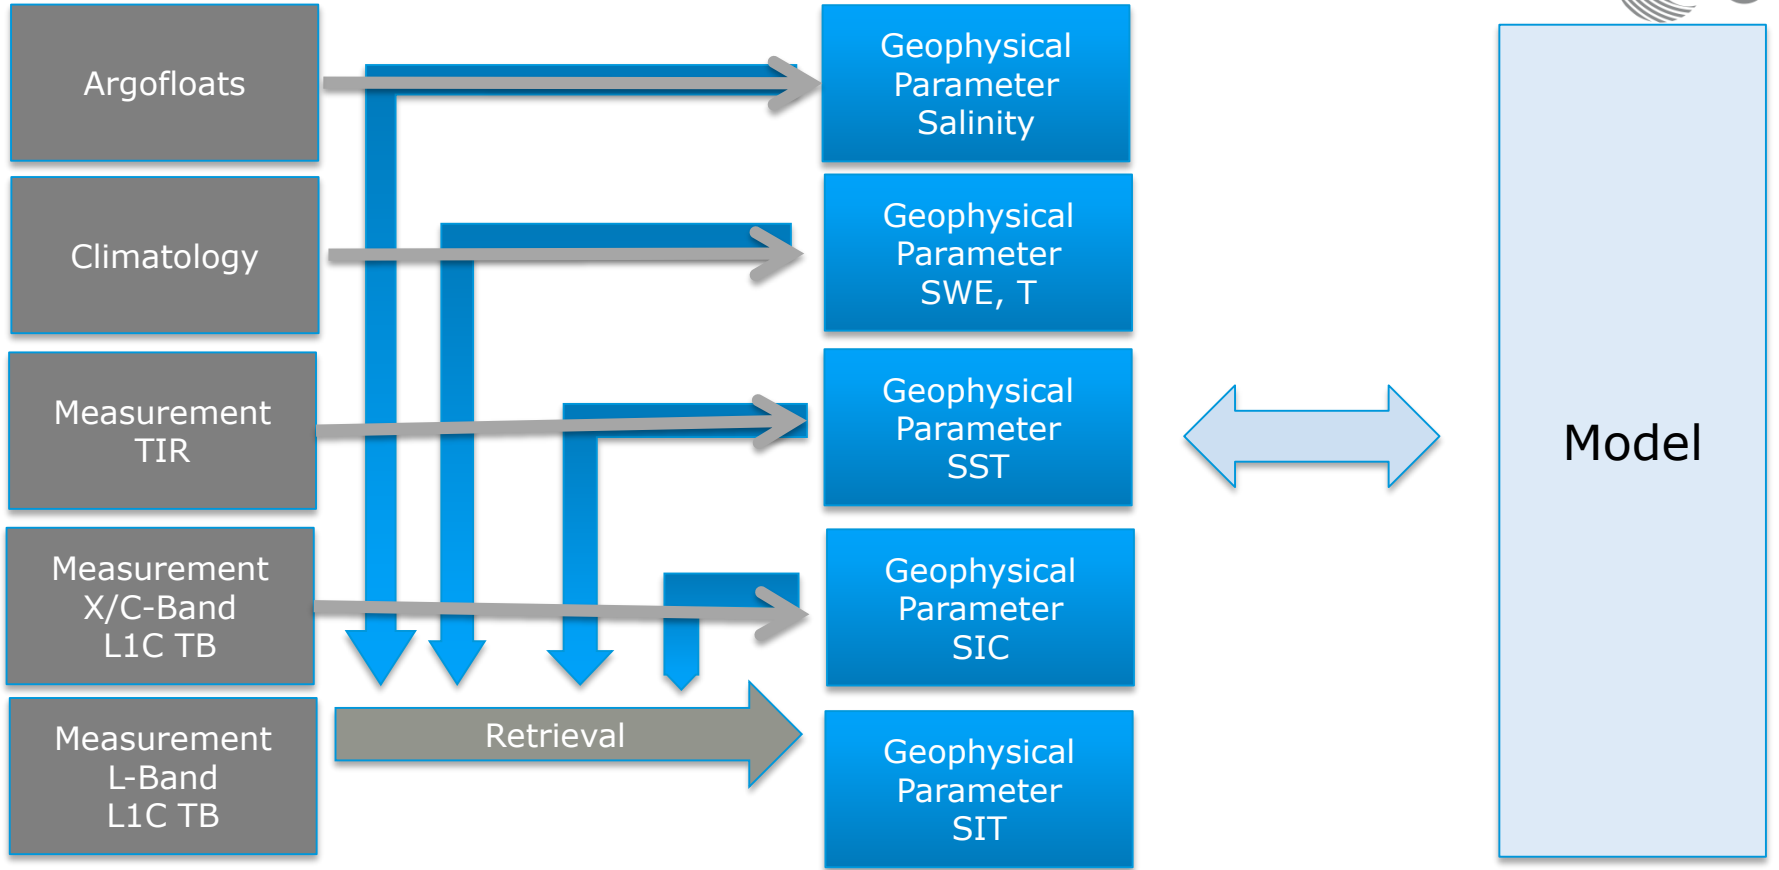 Argofloats
Geophysical
Parameter
Salinity
Climatology
Geophysical
Parameter
SWE, T
Measurement
TIR
Geophysical
Parameter
SST
Measurement
X/C-Band
L1C TB
Geophysical
Parameter
SIC
Measurement
L-Band
L1C TB
Retrieval
Geophysical
Parameter
SIT
Model